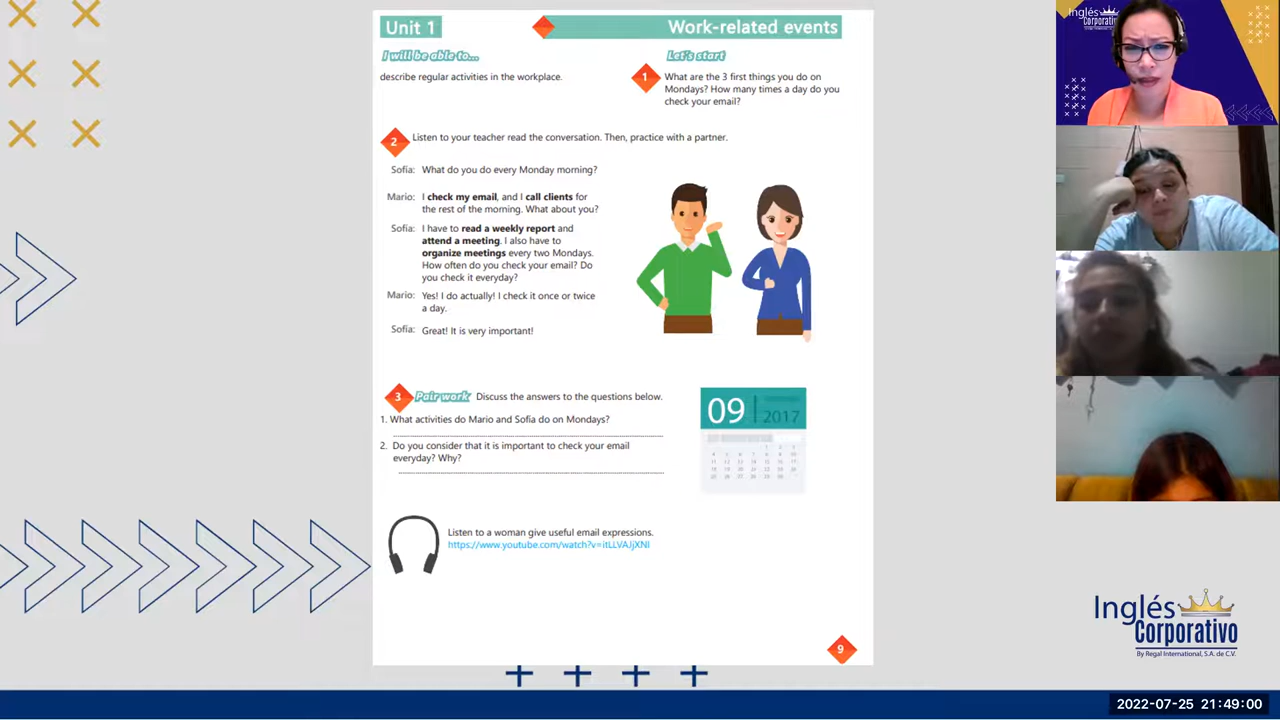 Unit 1
Work-related events
I will be able to...
describe regular activities in the workplace.
Let's start
1
What are the 3 first things you do on
Mondays? How many times a day do you
check your email?
2
Listen to your teacher read the conversation. Then, practice with a partner.
Sofía: What do you do every Monday morning?
Mario: I check my email, and I call clients for
the rest of the morning. What about you?
Sofía: I have to read a weekly report and
attend a meeting. I also have to
organize meetings every two Mondays.
How often do you check your email? Do
you check it everyday?
Mario: Yes! I do actually! I check it once or twice
a day.
Sofía: Great! It is very important!
3
Pair work Discuss the answers to the questions below.
1. What activities do Mario and Sofía do on Mondays?
2. Do you consider that it is important to check your email
everyday? Why?
09 2017
Listen to a woman give useful email expressions.
https://www.youtube.com/watch?v=itLLVAJjXNI
9
Inglés
Corporativo
Inglés
Corporativo
By Regal International, S.A. de C.V.
2022-07-25 21:49:00